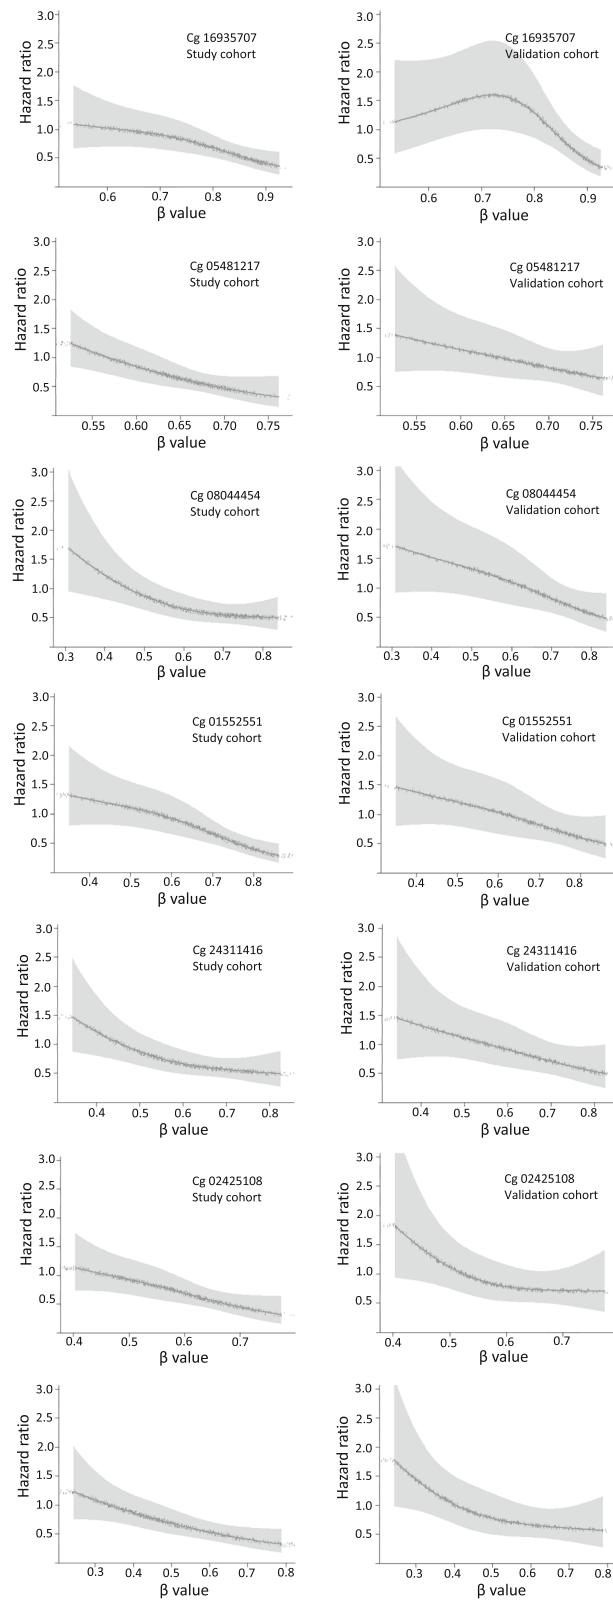 Cg 16935707
Study cohort
Hazard ratio
3.0
2.5
2.0
1.5
1.0
0.5
0.6 0.7 0.8 0.9
β value
Cg 16935707
Validation cohort
Hazard ratio
3.0
2.5
2.0
1.5
1.0
0.5
0.6 0.7 0.8 0.9
β value
Cg 05481217
Study cohort
Hazard ratio
3.0
2.5
2.0
1.5
1.0
0.5
0.55 0.60 0.65 0.70 0.75
β value
Cg 05481217
Validation cohort
Hazard ratio
3.0
2.5
2.0
1.5
1.0
0.5
0.55 0.60 0.65 0.70 0.75
β value
Cg 08044454
Study cohort
Hazard ratio
3.0
2.5
2.0
1.5
1.0
0.5
0.3 0.4 0.5 0.6 0.7 0.8
β value
Cg 08044454
Validation cohort
Hazard ratio
3.0
2.5
2.0
1.5
1.0
0.5
0.3 0.4 0.5 0.6 0.7 0.8
β value
Cg 01552551
Study cohort
Hazard ratio
3.0
2.5
2.0
1.5
1.0
0.5
0.4 0.5 0.6 0.7 0.8
β value
Cg 01552551
Validation cohort
Hazard ratio
3.0
2.5
2.0
1.5
1.0
0.5
0.4 0.5 0.6 0.7 0.8
β value
Cg 24311416
Study cohort
Hazard ratio
3.0
2.5
2.0
1.5
1.0
0.5
0.4 0.5 0.6 0.7 0.8
β value
Cg 24311416
Validation cohort
Hazard ratio
3.0
2.5
2.0
1.5
1.0
0.5
0.4 0.5 0.6 0.7 0.8
β value
Cg 02425108
Study cohort
Hazard ratio
3.0
2.5
2.0
1.5
1.0
0.5
0.4 0.5 0.6 0.7
β value
Cg 02425108
Validation cohort
Hazard ratio
3.0
2.5
2.0
1.5
1.0
0.5
0.4 0.5 0.6 0.7
β value
Hazard ratio
3.0
2.5
2.0
1.5
1.0
0.5
0.3 0.4 0.5 0.6 0.7 0.8
β value
Hazard ratio
3.0
2.5
2.0
1.5
1.0
0.5
0.3 0.4 0.5 0.6 0.7 0.8
β value